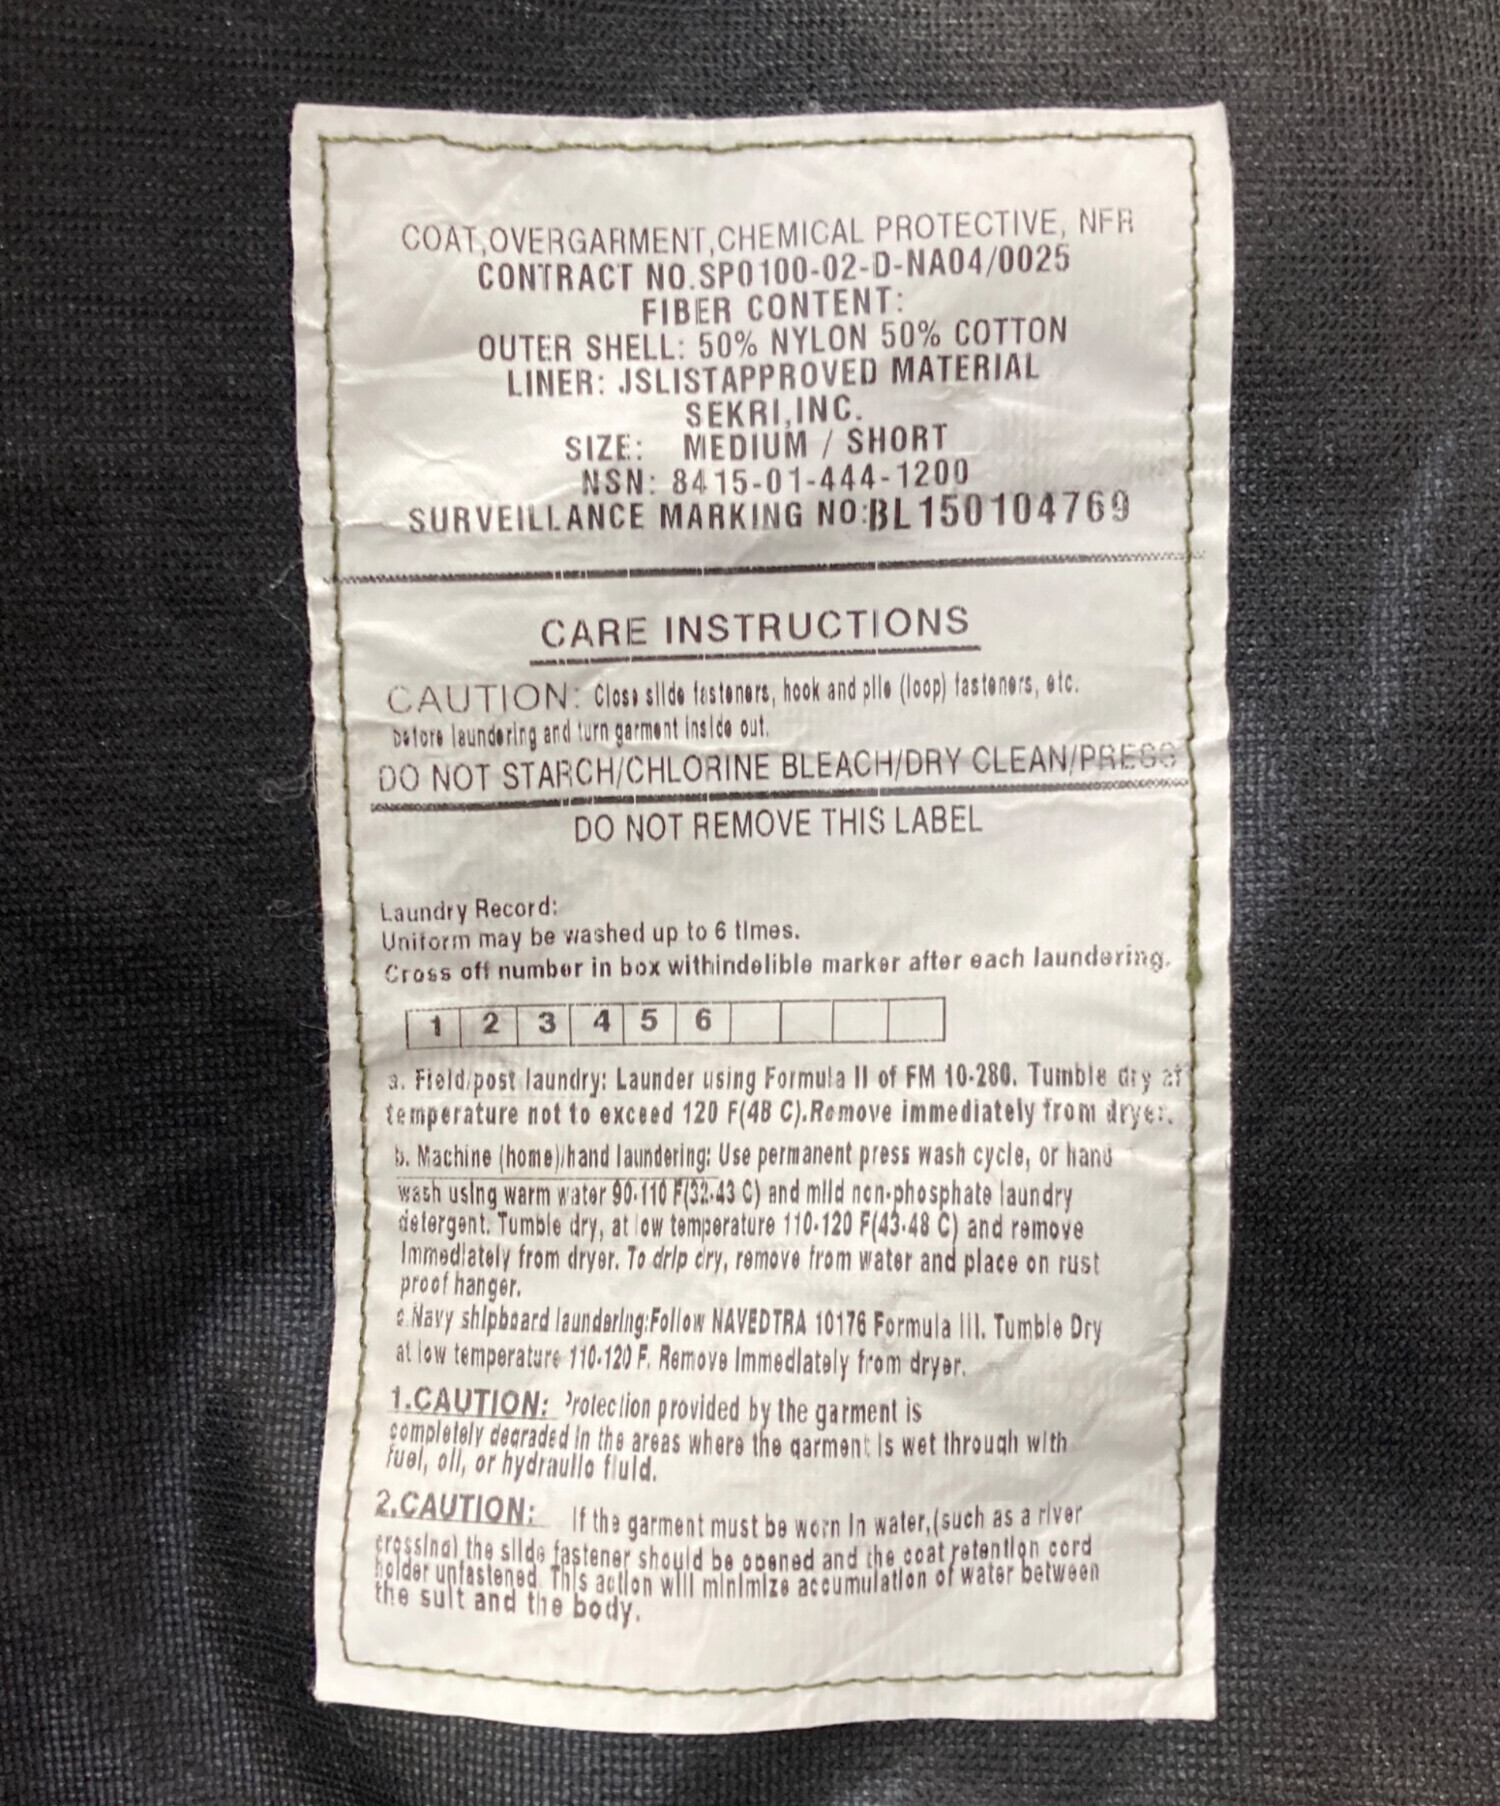 COAT,OVERGARMENT,CHEMICAL PROTECTIVE, NFR
CONTRACT NO.SP0100-02-D-NA04/0025
FIBER CONTENT:
OUTER SHELL: 50% NYLON 50% COTTON
LINER: JSLISTAPPROVED MATERIAL
SEKRI,INC.
SIZE: MEDIUM / SHORT
NSN: 8415-01-444-1200
SURVEILLANCE MARKING NO:BL150104769
CARE INSTRUCTIONS
CAUTION: Close slide fasteners, hook and pile (loop) fasteners, etc.
before laundering and turn garment inside out.
DO NOT STARCH/CHLORINE BLEACH/DRY CLEAN/PRESS
DO NOT REMOVE THIS LABEL
Laundry Record:
Uniform may be washed up to 6 times.
Cross off number in box withindelible marker after each laundering.
1 2 3 4 5 6
a. Field/post laundry: Launder using Formula II of FM 10-280. Tumble dry at
temperature not to exceed 120 F(48 C).Remove immediately from dryer.
b. Machine (home)/hand laundering: Use permanent press wash cycle, or hand
wash using warm water 90-110 F(32-43 C) and mild non-phosphate laundry
detergent. Tumble dry, at low temperature 110-120 F(43-48 C) and remove
Immediately from dryer. To drip dry, remove from water and place on rust
proof hanger.
c.Navy shipboard laundering:Follow NAVEDTRA 10176 Formula III. Tumble Dry
at low temperature 110-120 F. Remove Immediately from dryer.
1.CAUTION: Protection provided by the garment is
completely degraded in the areas where the garment is wet through with
fuel, oil, or hydraulic fluid.
2.CAUTION: If the garment must be worn in water,(such as a river
crossing) the slide fastener should be opened and the coat retention cord
holder unfastened. This action will minimize accumulation of water between
the suit and the body.